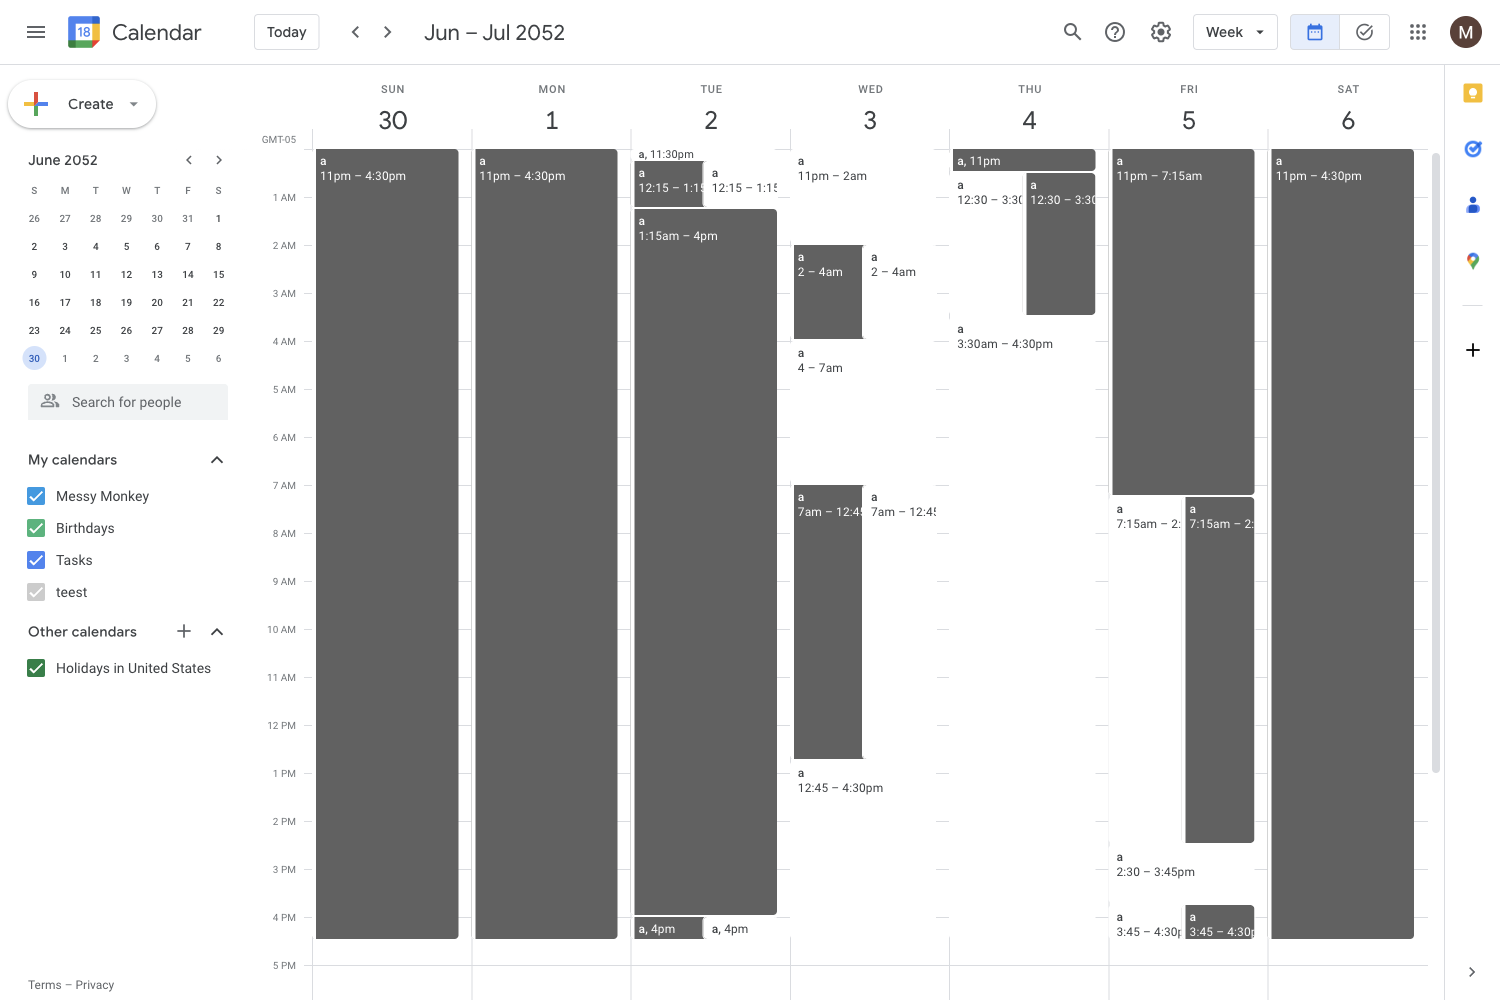 18 Calendar Today Jun – Jul 2052 Week M
Create
SUN MON TUE WED THU FRI SAT
30 1 2 3 4 5 6
GMT-05
June 2052
S M T W T F S
26 27 28 29 30 31 1
2 3 4 5 6 7 8
9 10 11 12 13 14 15
16 17 18 19 20 21 22
23 24 25 26 27 28 29
30 1 2 3 4 5 6
Search for people
My calendars
Messy Monkey
Birthdays
Tasks
teest
Other calendars
Holidays in United States
Terms – Privacy
1 AM
2 AM
3 AM
4 AM
5 AM
6 AM
7 AM
8 AM
9 AM
10 AM
11 AM
12 PM
1 PM
2 PM
3 PM
4 PM
5 PM
a
11pm – 4:30pm
a
11pm – 4:30pm
a, 11:30pm
a
12:15 – 1:15
a
12:15 – 1:15
a
1:15am – 4pm
a, 4pm
a, 4pm
a
11pm – 2am
a
2 – 4am
a
2 – 4am
a
4 – 7am
a
7am – 12:45
a
7am – 12:45
a
12:45 – 4:30pm
a, 11pm
a
12:30 – 3:30
a
12:30 – 3:30
a
3:30am – 4:30pm
a
11pm – 7:15am
a
7:15am – 2:
a
7:15am – 2:
a
2:30 – 3:45pm
a
3:45 – 4:30p
a
3:45 – 4:30p
a
11pm – 4:30pm